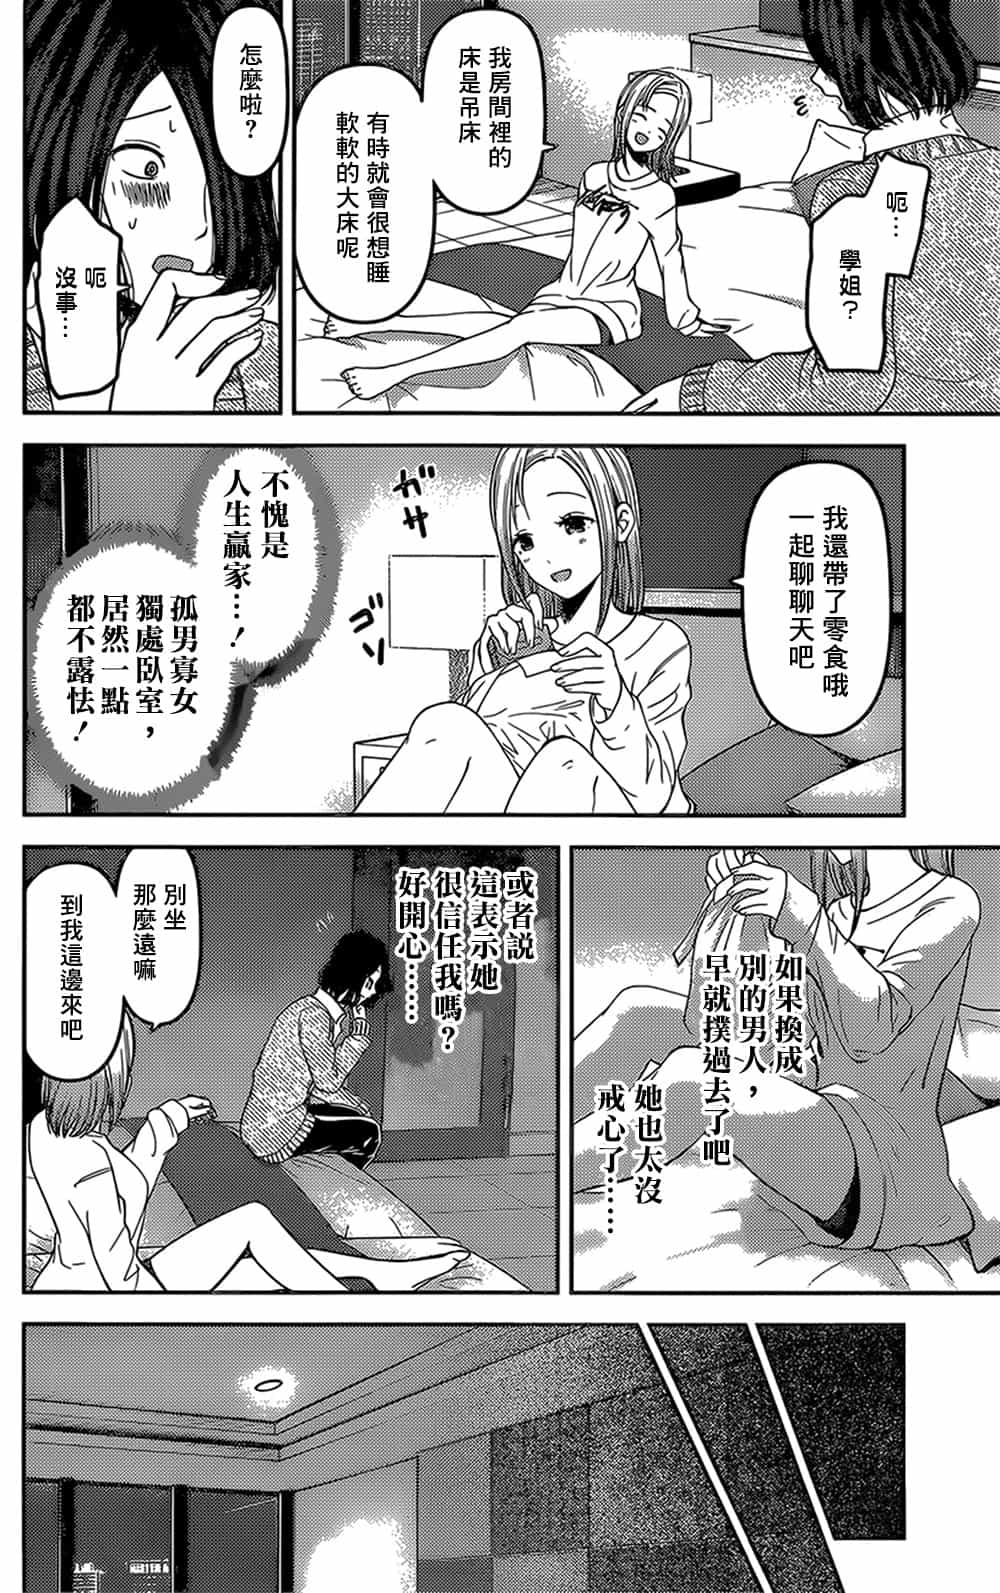 我房間裡的
床是吊床
有時就會很想睡
軟軟的大床呢
呃…
學姐？
怎麼啦？
呃
沒事…
我還帶了零食哦
一起聊聊天吧
ガサ
ガサ
不愧是
人生贏家…！
孤男寡女
獨處臥室，
居然一點
都不露怯！
如果換成
別的男人，
早就撲過去了吧
她也太沒
戒心了……
或者說
這表示她
很信任我嗎？
好開心……
別坐
那麼遠嘛
到我這邊來吧